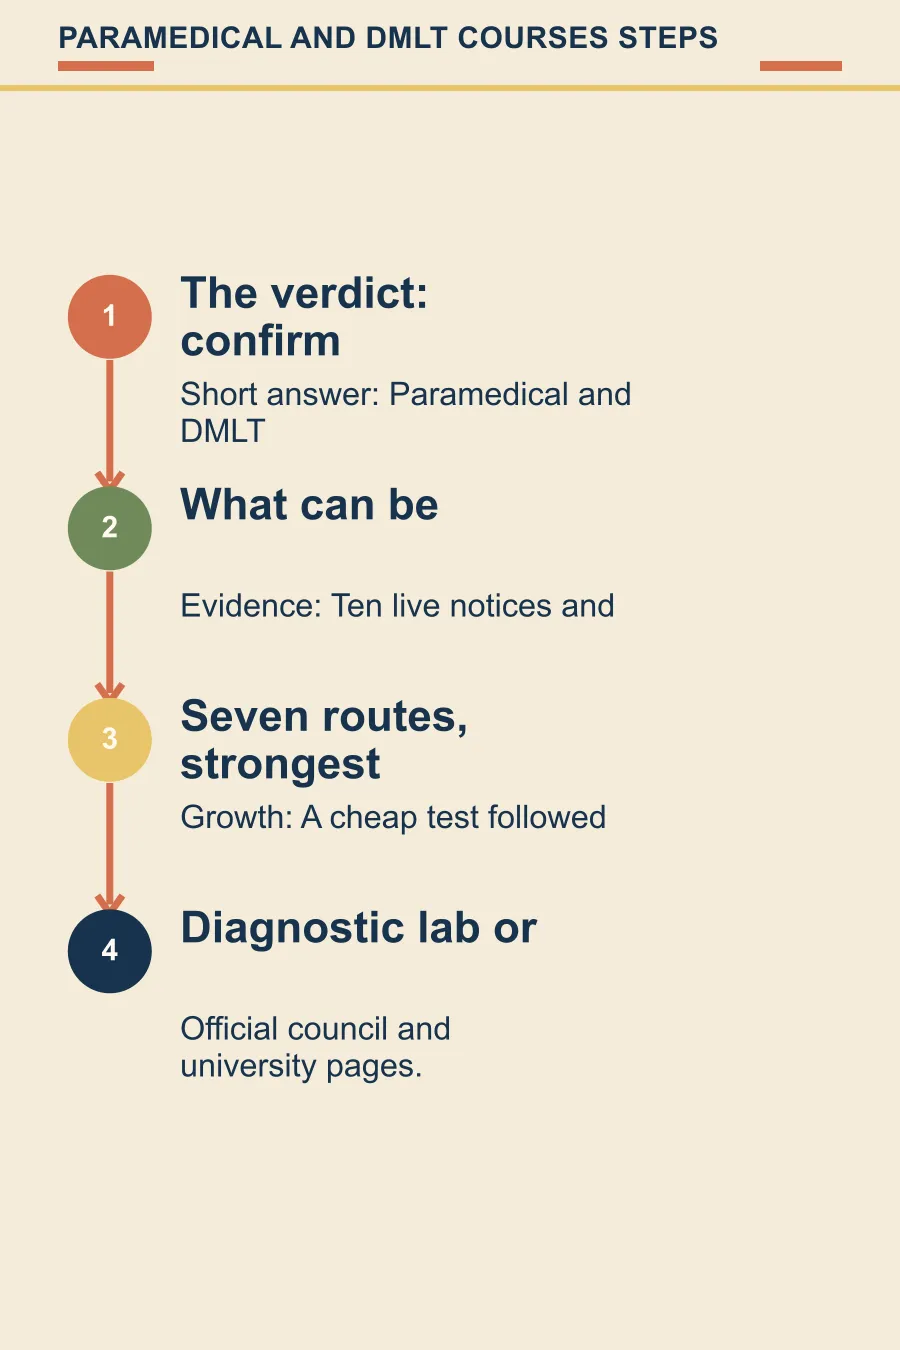 PARAMEDICAL AND DMLT COURSES STEPS
1
The verdict:
confirm
Short answer: Paramedical and
DMLT
2
What can be
Evidence: Ten live notices and
3
Seven routes,
strongest
Growth: A cheap test followed
4
Diagnostic lab or
Official council and
university pages.